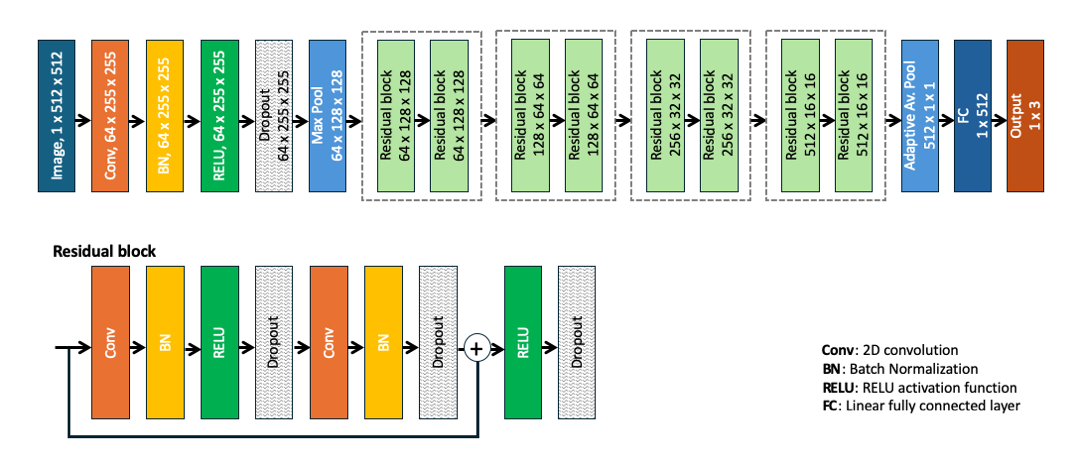 Image, 1 x 512 x 512
Conv, 64 x 255 x 255
BN, 64 x 255 x 255
RELU, 64 x 255 x 255
Dropout
64 x 255 x 255
Max Pool
64 x 128 x 128
Residual block
64 x 128 x 128
Residual block
64 x 128 x 128
Residual block
128 x 64 x 64
Residual block
128 x 64 x 64
Residual block
256 x 32 x 32
Residual block
256 x 32 x 32
Residual block
512 x 16 x 16
Residual block
512 x 16 x 16
Adaptive Av. Pool
512 x 1 x 1
FC
1 x 512
Output
1 x 3
Residual block
Conv
BN
RELU
Dropout
Conv
BN
Dropout
+
RELU
Dropout
Conv: 2D convolution
BN: Batch Normalization
RELU: RELU activation function
FC: Linear fully connected layer